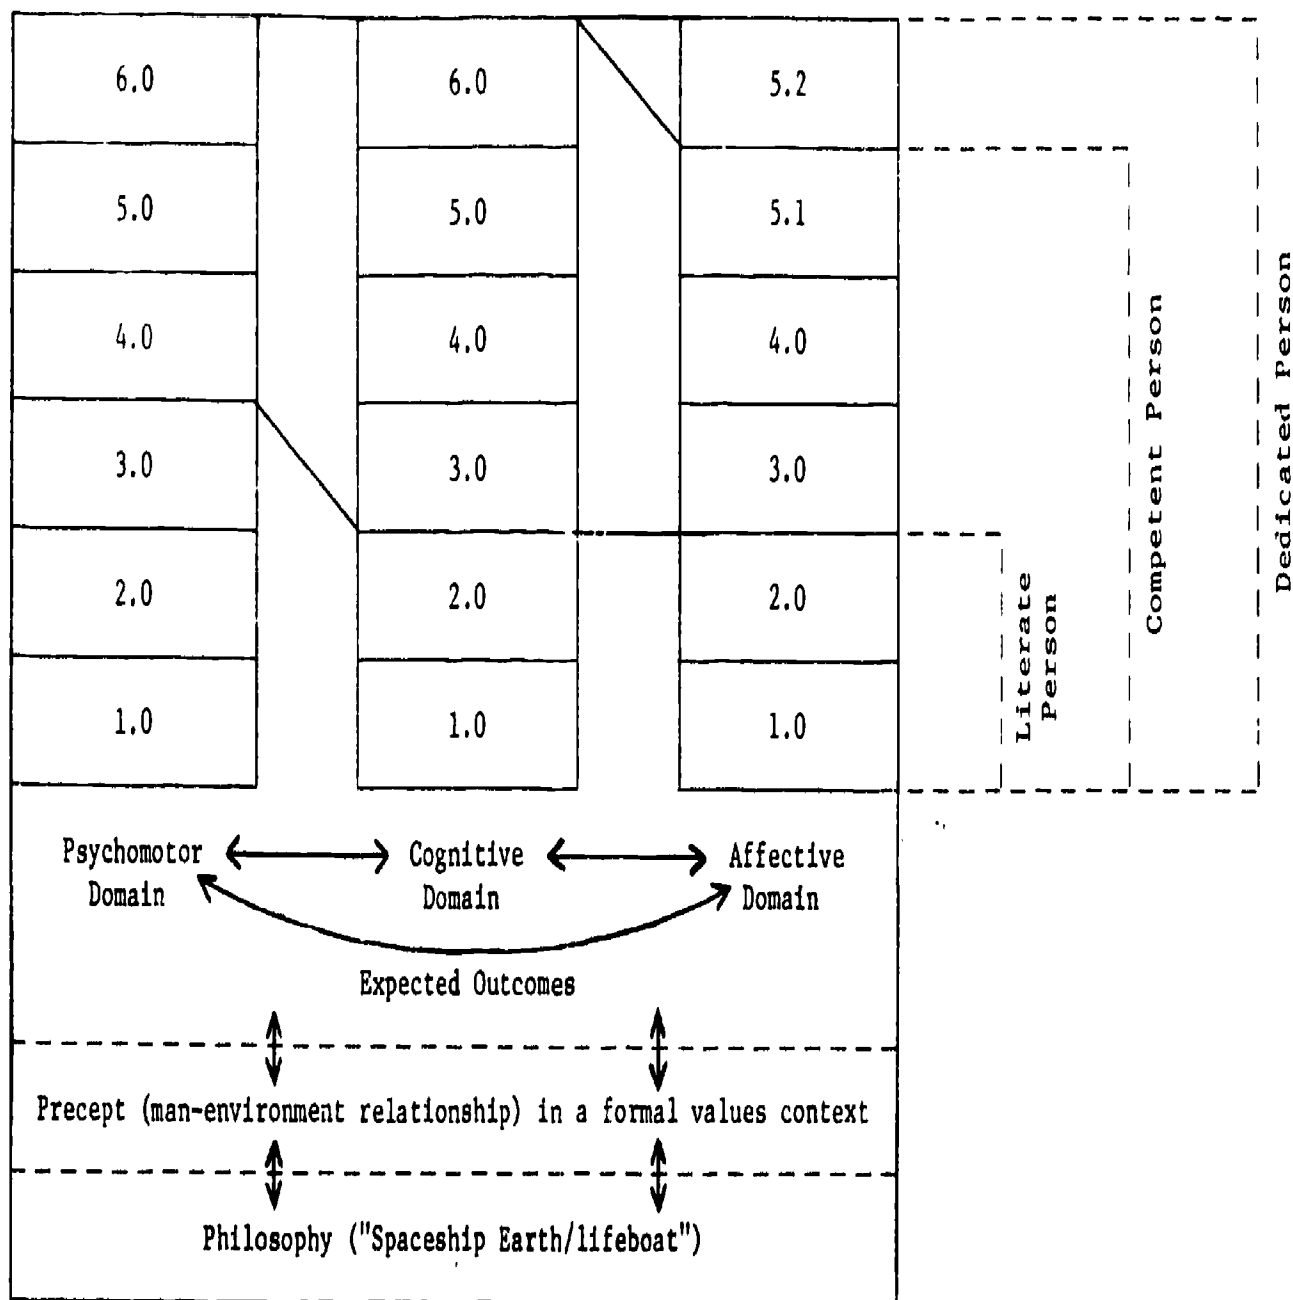 6.0 6.0 5.2
5.0 5.0 5.1
4.0 4.0 4.0
3.0 3.0 3.0
2.0 2.0 2.0
1.0 1.0 1.0
Literate
Person
Competent Person
Dedicated Person
Psychomotor Cognitive Affective
Domain Domain Domain
Expected Outcomes
Precept (man-environment relationship) in a formal values context
Philosophy ("Spaceship Earth/lifeboat")